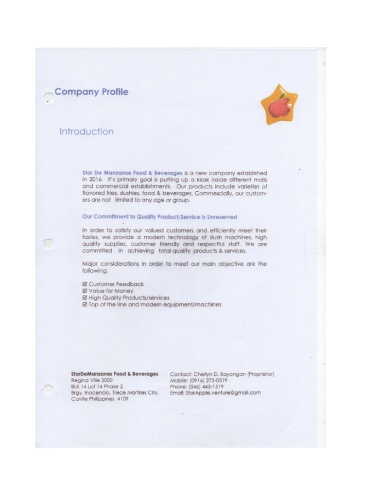 Company Profile
Introduction
Star De Manzanas Food & Beverages is a new company established
in 2016. It's primary goal is putting up a kiosk inside different malls
and commercial establishments. Our products include varieties of
flavored fries, slushies, food & beverages. Commercially, our custom-
ers are not limited to any age or group.
Our Commitment to Quality Product/Service is Unreserved
In order to satisfy our valued customers and efficiently meet their
tastes, we provide a modern technology of slush machines, high
quality supplies, customer friendly and respectful staff. We are
committed in achieving total quality products & services.
Major considerations in order to meet our main objective are the
following:
☑ Customer Feedback
☑ Value for Money
☑ High Quality Products/services
☑ Top of the line and modern equipment/machines
StarDeManzanas Food & Beverages
Regina Ville 2000
BLK 14 Lot 14 Phase 2
Brgy. Inocencio, Trece Martires City,
Cavite Philippines 4109
Contact: Cherlyn D. Bayongan (Proprietor)
Mobile: (0916) 275-0519
Phone: (046) 443-1519
Email: StarApple.venture@gmail.com